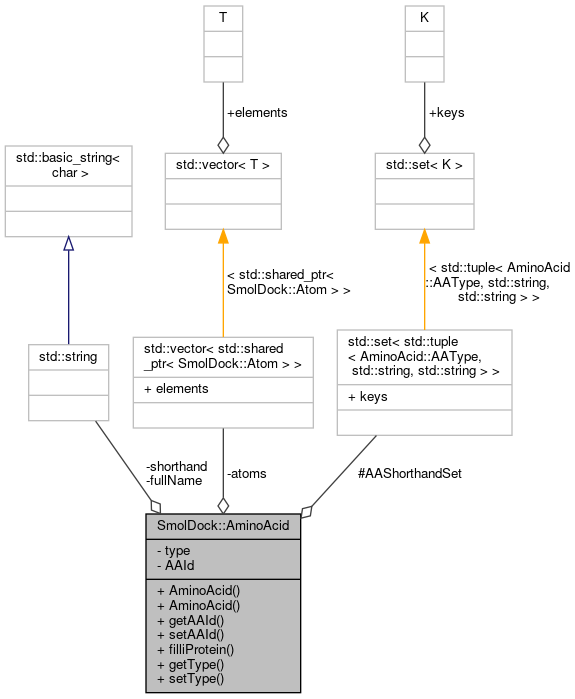 T
K
+elements
+keys
std::basic_string<
char >
std::vector< T >
std::set< K >
< std::shared_ptr<
SmolDock::Atom > >
< std::tuple< AminoAcid
::AAType, std::string,
std::string > >
std::string
std::vector< std::shared
_ptr< SmolDock::Atom > >
+ elements
std::set< std::tuple
< AminoAcid::AAType,
std::string, std::string > >
+ keys
-shorthand
-fullName
-atoms
#AAShorthandSet
SmolDock::AminoAcid
- type
- AAId
+ AminoAcid()
+ AminoAcid()
+ getAAId()
+ setAAId()
+ filliProtein()
+ getType()
+ setType()